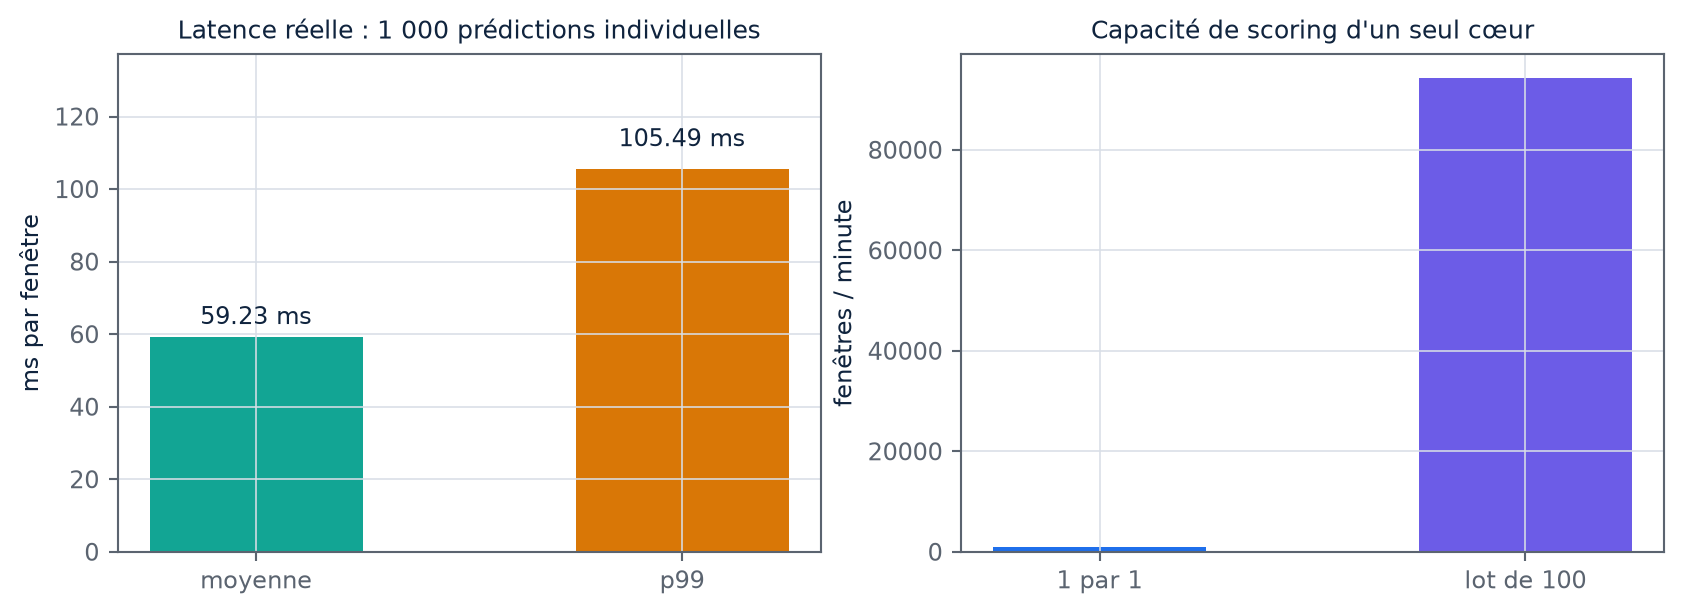 Latence réelle : 1 000 prédictions individuelles
ms par fenêtre
120
100
80
60
40
20
0
59.23 ms
105.49 ms
moyenne
p99
Capacité de scoring d'un seul cœur
fenêtres / minute
80000
60000
40000
20000
0
1 par 1
lot de 100